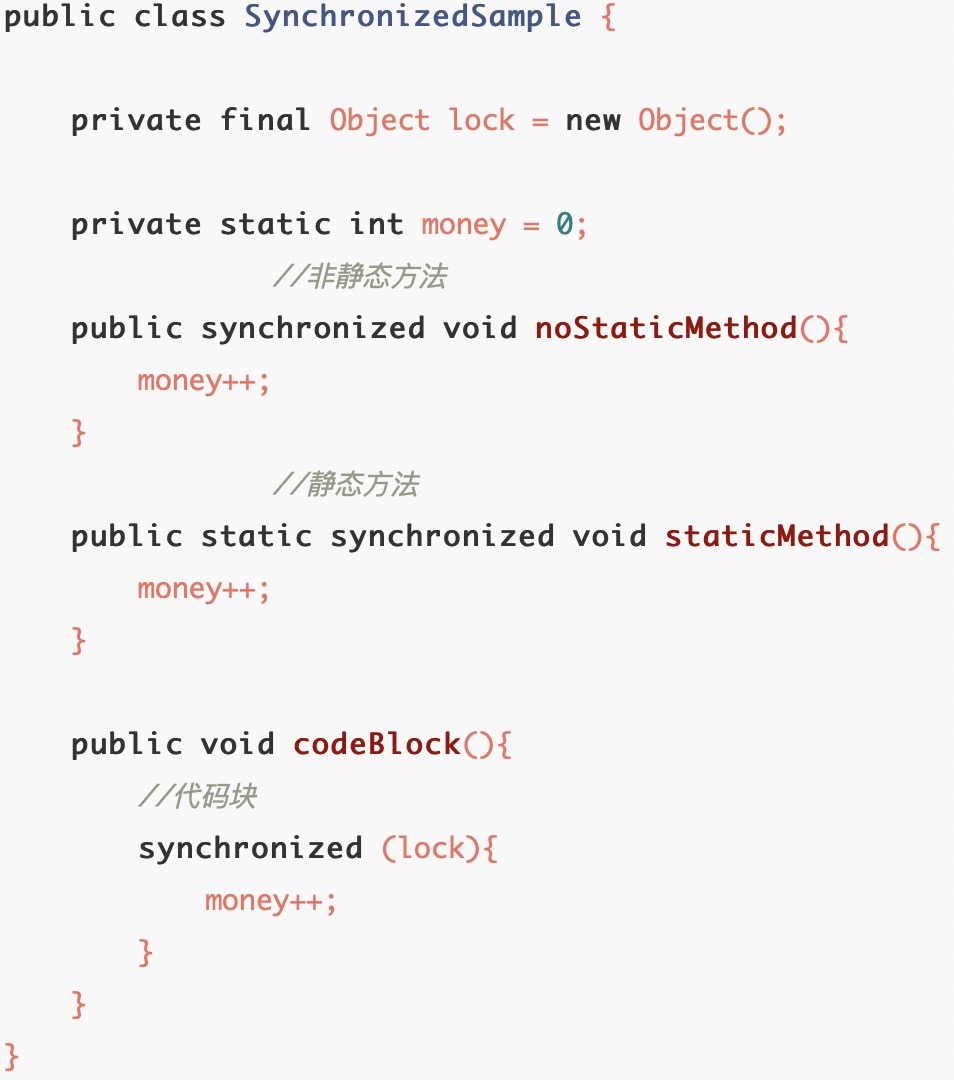 public class SynchronizedSample {
private final Object lock = new Object();
private static int money = 0;
//非静态方法
public synchronized void noStaticMethod(){
money++;
}
//静态方法
public static synchronized void staticMethod(){
money++;
}
public void codeBlock(){
//代码块
synchronized (lock){
money++;
}
}
}